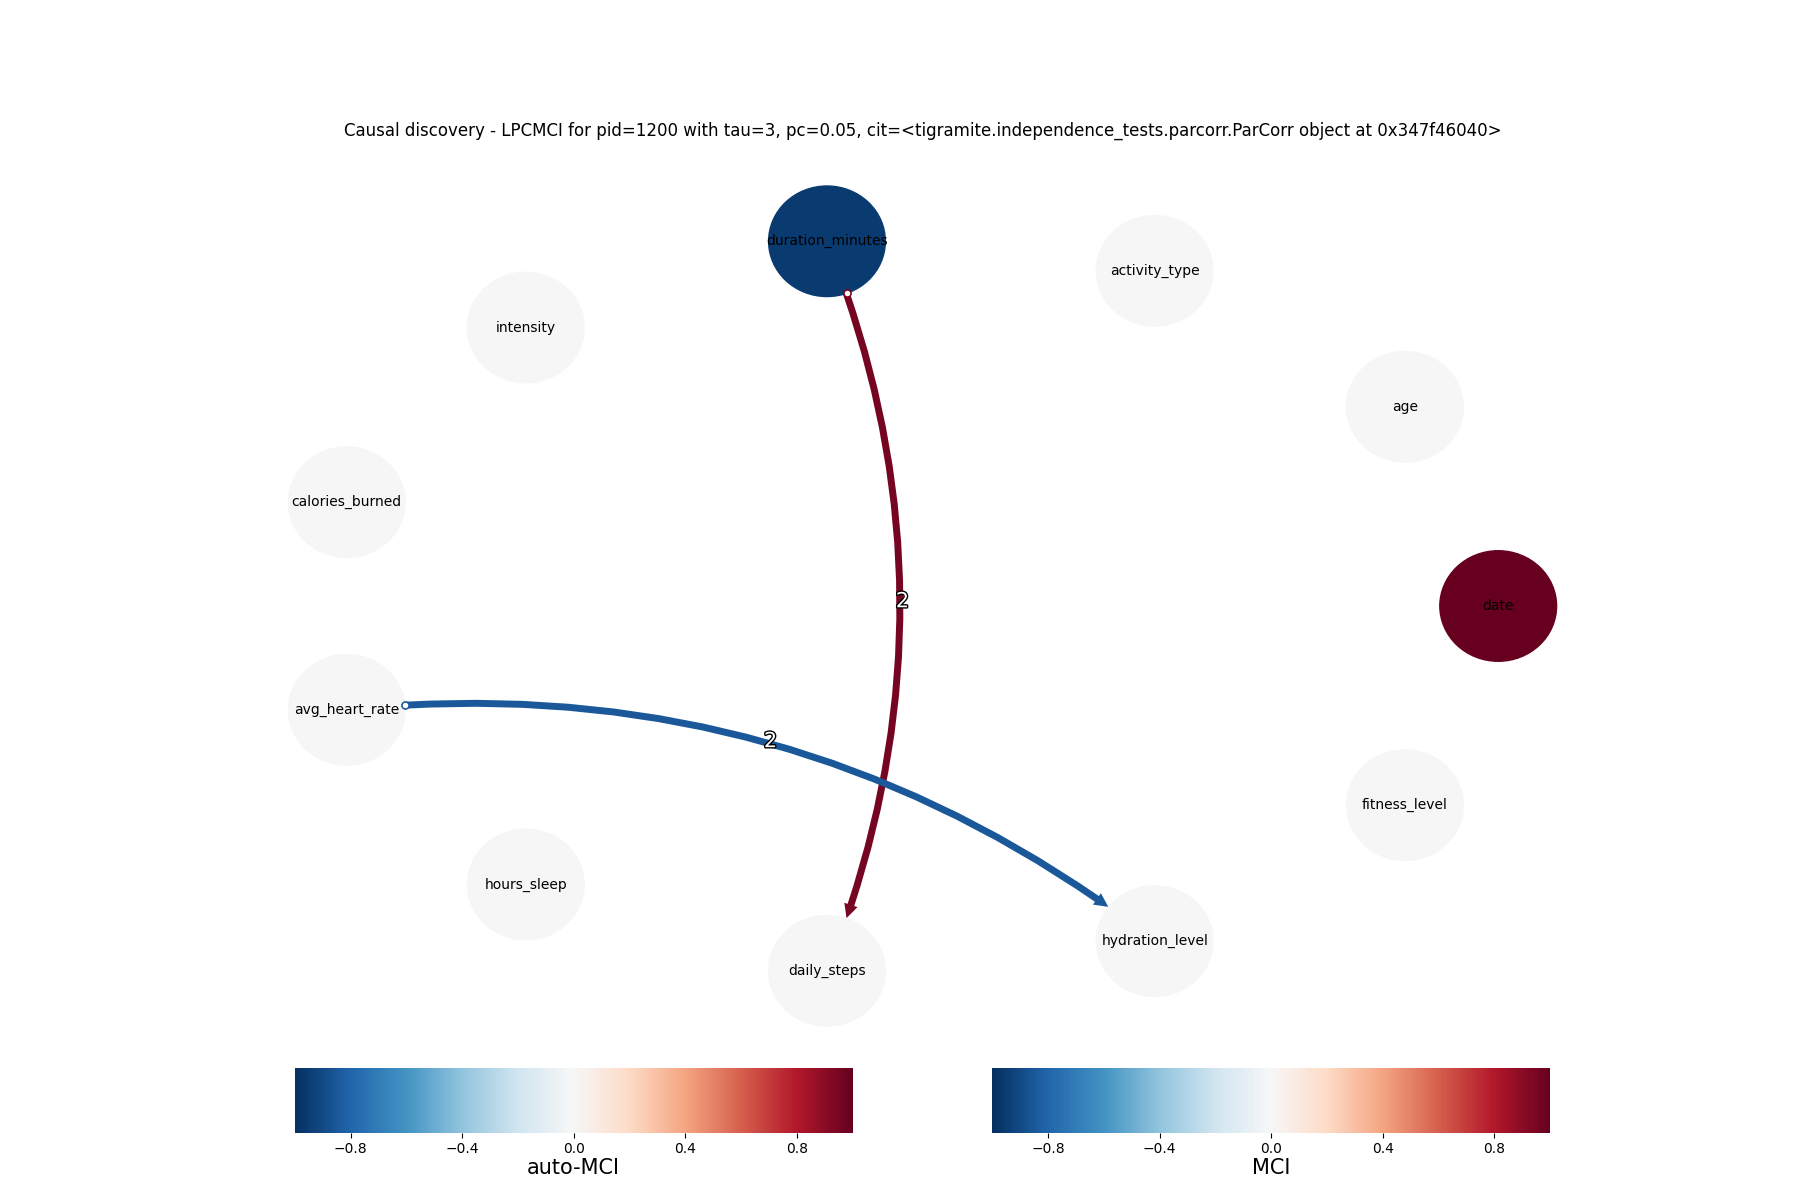 Causal discovery - LPCMCI for pid=1200 with tau=3, pc=0.05, cit=<tigramite.independence_tests.parcorr.ParCorr object at 0x347f46040>
duration_minutes
activity_type
intensity
age
calories_burned
2
date
avg_heart_rate
2
fitness_level
hours_sleep
hydration_level
daily_steps
−0.8 −0.4 0.0 0.4 0.8
auto-MCI
−0.8 −0.4 0.0 0.4 0.8
MCI